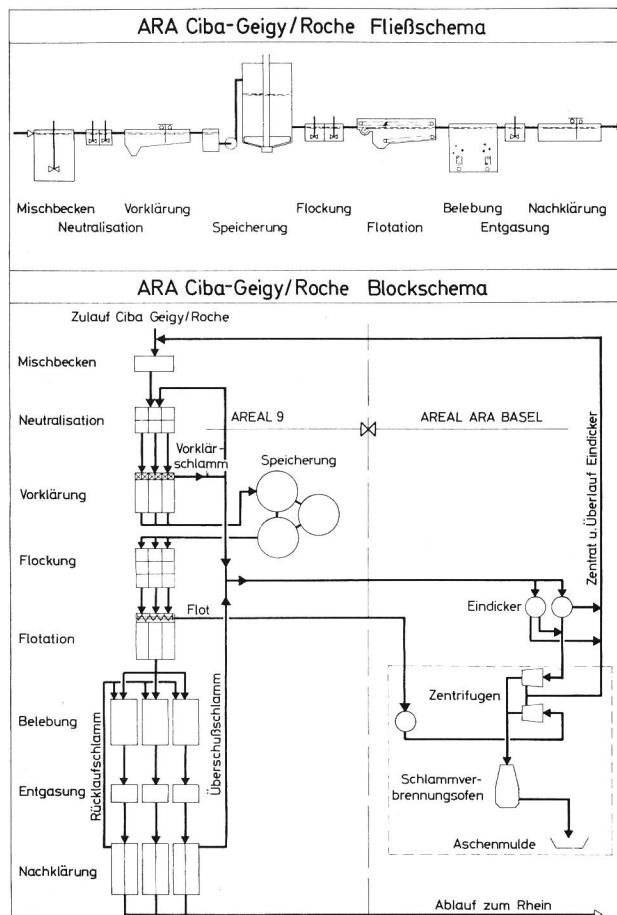 ARA Ciba-Geigy/Roche Fließschema
Mischbecken Vorklärung Flockung Belebung Nachklärung
Neutralisation Speicherung Flotation Entgasung
ARA Ciba-Geigy/Roche Blockschema
Zulauf Ciba Geigy/Roche
Mischbecken
Neutralisation
AREAL 9
AREAL ARA BASEL
Vorklär-
schlamm
Speicherung
Vorklärung
Zentrat u. Überlauf Eindicker
Flockung
Flot
Eindicker
Flotation
Zentrifugen
Belebung
Rücklaufschlamm
Überschußschlamm
Schlammver-
brennungsofen
Entgasung
Aschenmulde
Nachklärung
Ablauf zum Rhein